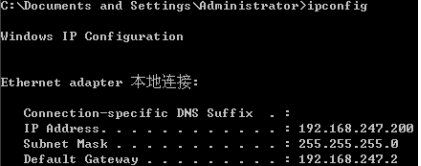 C:\Documents and Settings\Administrator>ipconfig
Windows IP Configuration
Ethernet adapter 本地连接:
Connection-specific DNS Suffix  . :
IP Address. . . . . . . . . . . . : 192.168.247.200
Subnet Mask . . . . . . . . . . . : 255.255.255.0
Default Gateway . . . . . . . . . : 192.168.247.2